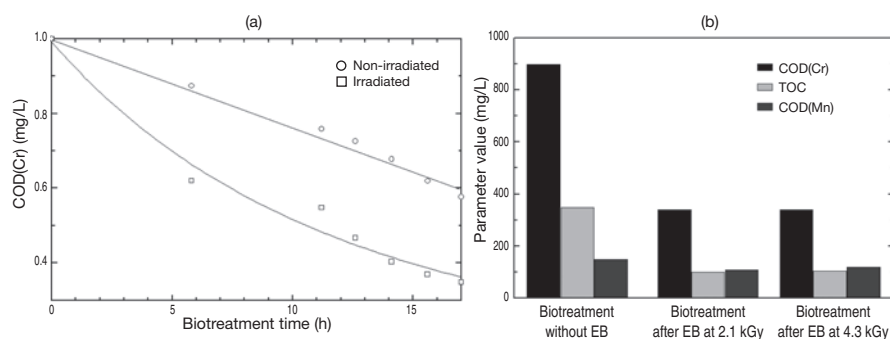 (a)
1.0
0.8
0.6
0.4
0
5
10
15
COD(Cr) (mg/L)
Biotreatment time (h)
Non-irradiated
Irradiated
(b)
1000
800
600
400
200
0
Parameter value (mg/L)
COD(Cr)
TOC
COD(Mn)
Biotreatment
without EB
Biotreatment
after EB at 2.1 kGy
Biotreatment
after EB at 4.3 kGy